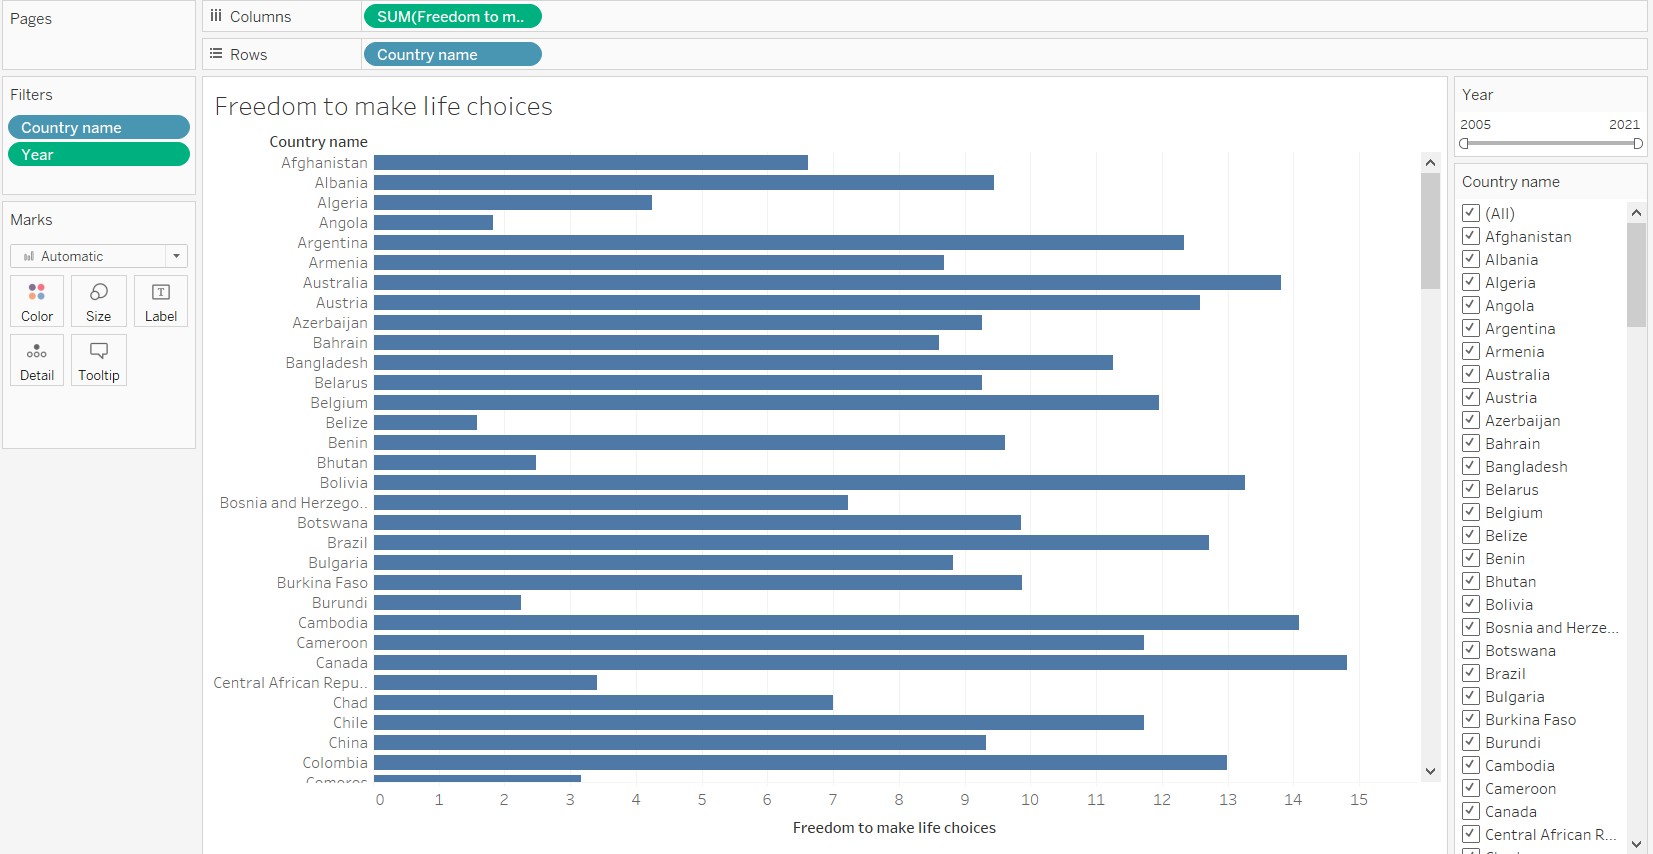 Pages
Columns
SUM(Freedom to m..
Rows
Country name
Filters
Country name
Year
Marks
Automatic
Color
Size
Label
Detail
Tooltip
Freedom to make life choices
Country name
Afghanistan
Albania
Algeria
Angola
Argentina
Armenia
Australia
Austria
Azerbaijan
Bahrain
Bangladesh
Belarus
Belgium
Belize
Benin
Bhutan
Bolivia
Bosnia and Herzego..
Botswana
Brazil
Bulgaria
Burkina Faso
Burundi
Cambodia
Cameroon
Canada
Central African Repu..
Chad
Chile
China
Colombia
Comoros
0 1 2 3 4 5 6 7 8 9 10 11 12 13 14 15
Freedom to make life choices
Year
2005 2021
Country name
(All)
Afghanistan
Albania
Algeria
Angola
Argentina
Armenia
Australia
Austria
Azerbaijan
Bahrain
Bangladesh
Belarus
Belgium
Belize
Benin
Bhutan
Bolivia
Bosnia and Herze...
Botswana
Brazil
Bulgaria
Burkina Faso
Burundi
Cambodia
Cameroon
Canada
Central African R...